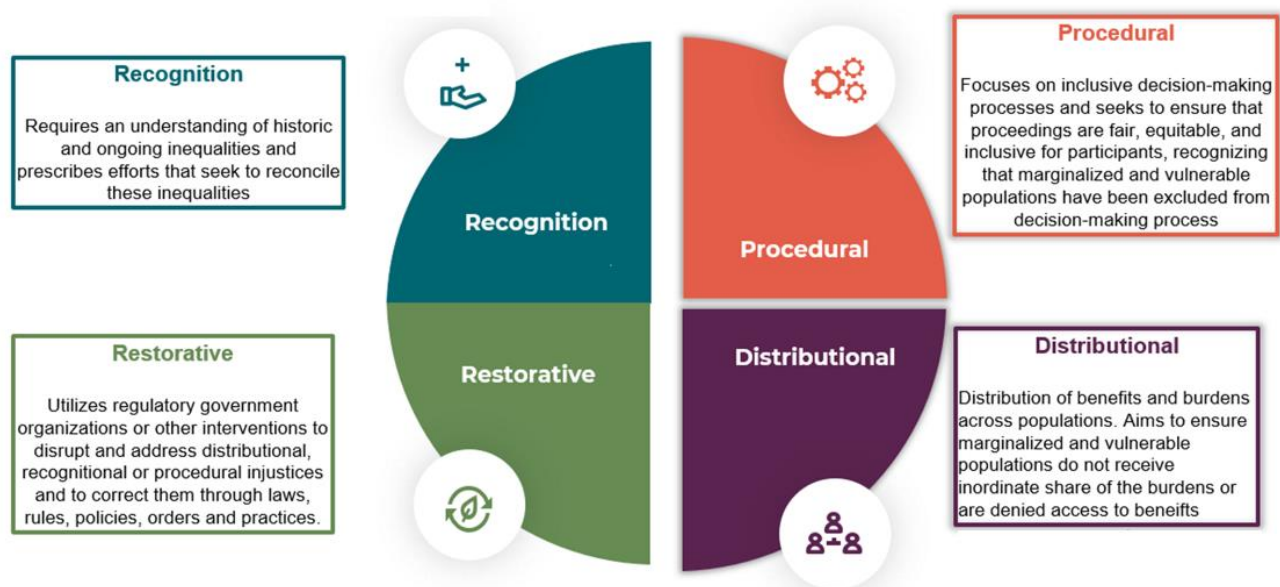 Recognition
Requires an understanding of historic
and ongoing inequalities and
prescribes efforts that seek to reconcile
these inequalities
Recognition
Procedural
Procedural
Focuses on inclusive decision-making
processes and seeks to ensure that
proceedings are fair, equitable, and
inclusive for participants, recognizing
that marginalized and vulnerable
populations have been excluded from
decision-making process
Restorative
Utilizes regulatory government
organizations or other interventions to
disrupt and address distributional,
recognitional or procedural injustices
and to correct them through laws,
rules, policies, orders and practices.
Restorative
Distributional
Distributional
Distribution of benefits and burdens
across populations. Aims to ensure
marginalized and vulnerable
populations do not receive
inordinate share of the burdens or
are denied access to beneifts